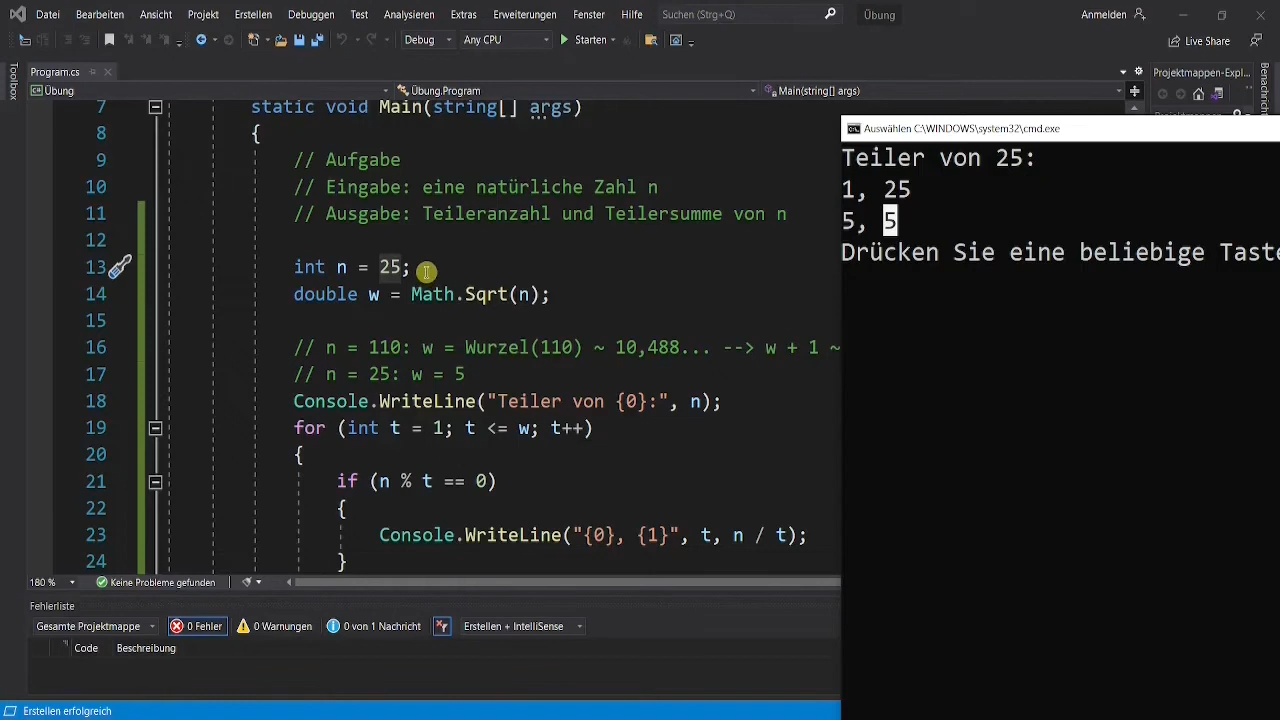 Datei Bearbeiten Ansicht Projekt Erstellen Debuggen Test Analysieren Extras Erweiterungen Fenster Hilfe Suchen (Strg+Q) Übung Anmelden
Debug Any CPU Starten Live Share
Toolbox
Program.cs
Projektmappen-Expl...
Übung Übung.Program Main(string[] args)
7 static void Main(string[] args)
8 {
9 // Aufgabe
10 // Eingabe: eine natürliche Zahl n
11 // Ausgabe: Teileranzahl und Teilersumme von n
12
13 int n = 25;
14 double w = Math.Sqrt(n);
15
16 // n = 110: w = Wurzel(110) ~ 10,488... --> w + 1 ~
17 // n = 25: w = 5
18 Console.WriteLine("Teiler von {0}:", n);
19 for (int t = 1; t <= w; t++)
20 {
21 if (n % t == 0)
22 {
23 Console.WriteLine("{0}, {1}", t, n / t);
24 }
Auswählen C:\WINDOWS\system32\cmd.exe
Teiler von 25:
1, 25
5, 5
Drücken Sie eine beliebige Taste
180 % Keine Probleme gefunden
Fehlerliste
Gesamte Projektmappe 0 Fehler 0 Warnungen 0 von 1 Nachricht Erstellen + IntelliSense
Code Beschreibung
Erstellen erfolgreich